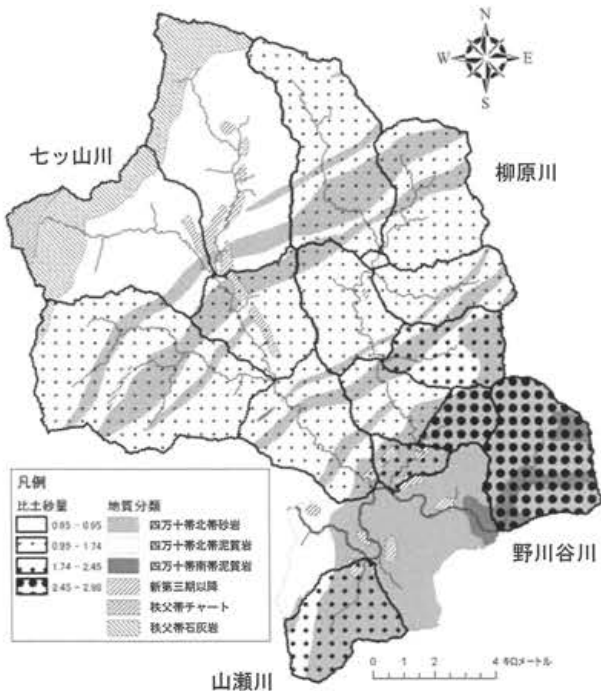 N
W E
S
七ッ山川
柳原川
凡例
比土砂量 地質分類
0.85 - 0.95 四万十帯北帯砂岩
0.99 - 1.74 四万十帯北帯泥質岩
1.74 - 2.45 四万十帯南帯泥質岩
2.45 - 2.90 新第三期以降
秩父帯チャート
秩父帯石灰岩
野川谷川
山瀬川
0 2 4 キロメートル